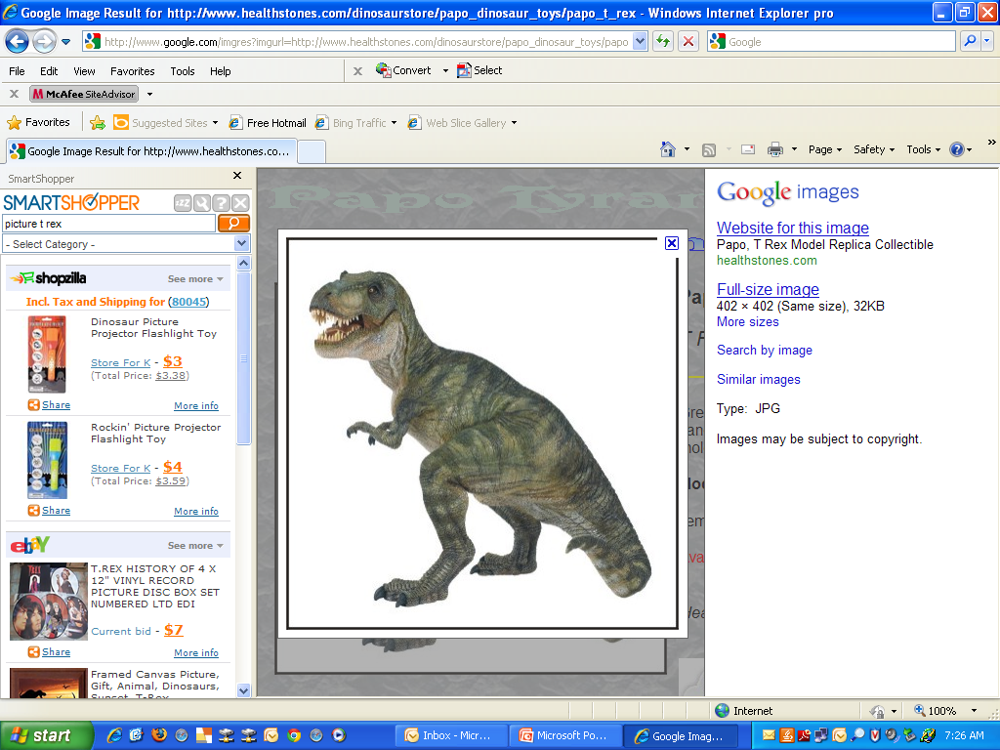 Google Image Result for http://www.healthstones.com/dinosaurstore/papo_dinosaur_toys/papo_t_rex - Windows Internet Explorer pro
http://www.google.com/imgres?imgurl=http://www.healthstones.com/dinosaurstore/papo_dinosaur_toys/papo
Google
File Edit View Favorites Tools Help
Convert Select
McAfee SiteAdvisor
Favorites Suggested Sites Free Hotmail Bing Traffic Web Slice Gallery
Google Image Result for http://www.healthstones.co...
Page Safety Tools
SmartShopper
SMARTSHOPPER
picture t rex
- Select Category -
shopzilla See more
Incl. Tax and Shipping for (80045)
Dinosaur Picture
Projector Flashlight Toy
Store For K - $3
(Total Price: $3.38)
Share More info
Rockin' Picture Projector
Flashlight Toy
Store For K - $4
(Total Price: $3.59)
Share More info
ebY See more
T.REX HISTORY OF 4 X
12" VINYL RECORD
PICTURE DISC BOX SET
NUMBERED LTD EDI
Current bid - $7
Share More info
Framed Canvas Picture,
Gift, Animal, Dinosaurs,
Sunset, T-Rex
Papo Tyran
Google images
Website for this image
Papo, T Rex Model Replica Collectible
healthstones.com
Full-size image
402 × 402 (Same size), 32KB
More sizes
Search by image
Similar images
Type: JPG
Images may be subject to copyright.
Internet 100%
start Inbox - Micr... Microsoft Po... Google Imag... 7:26 AM